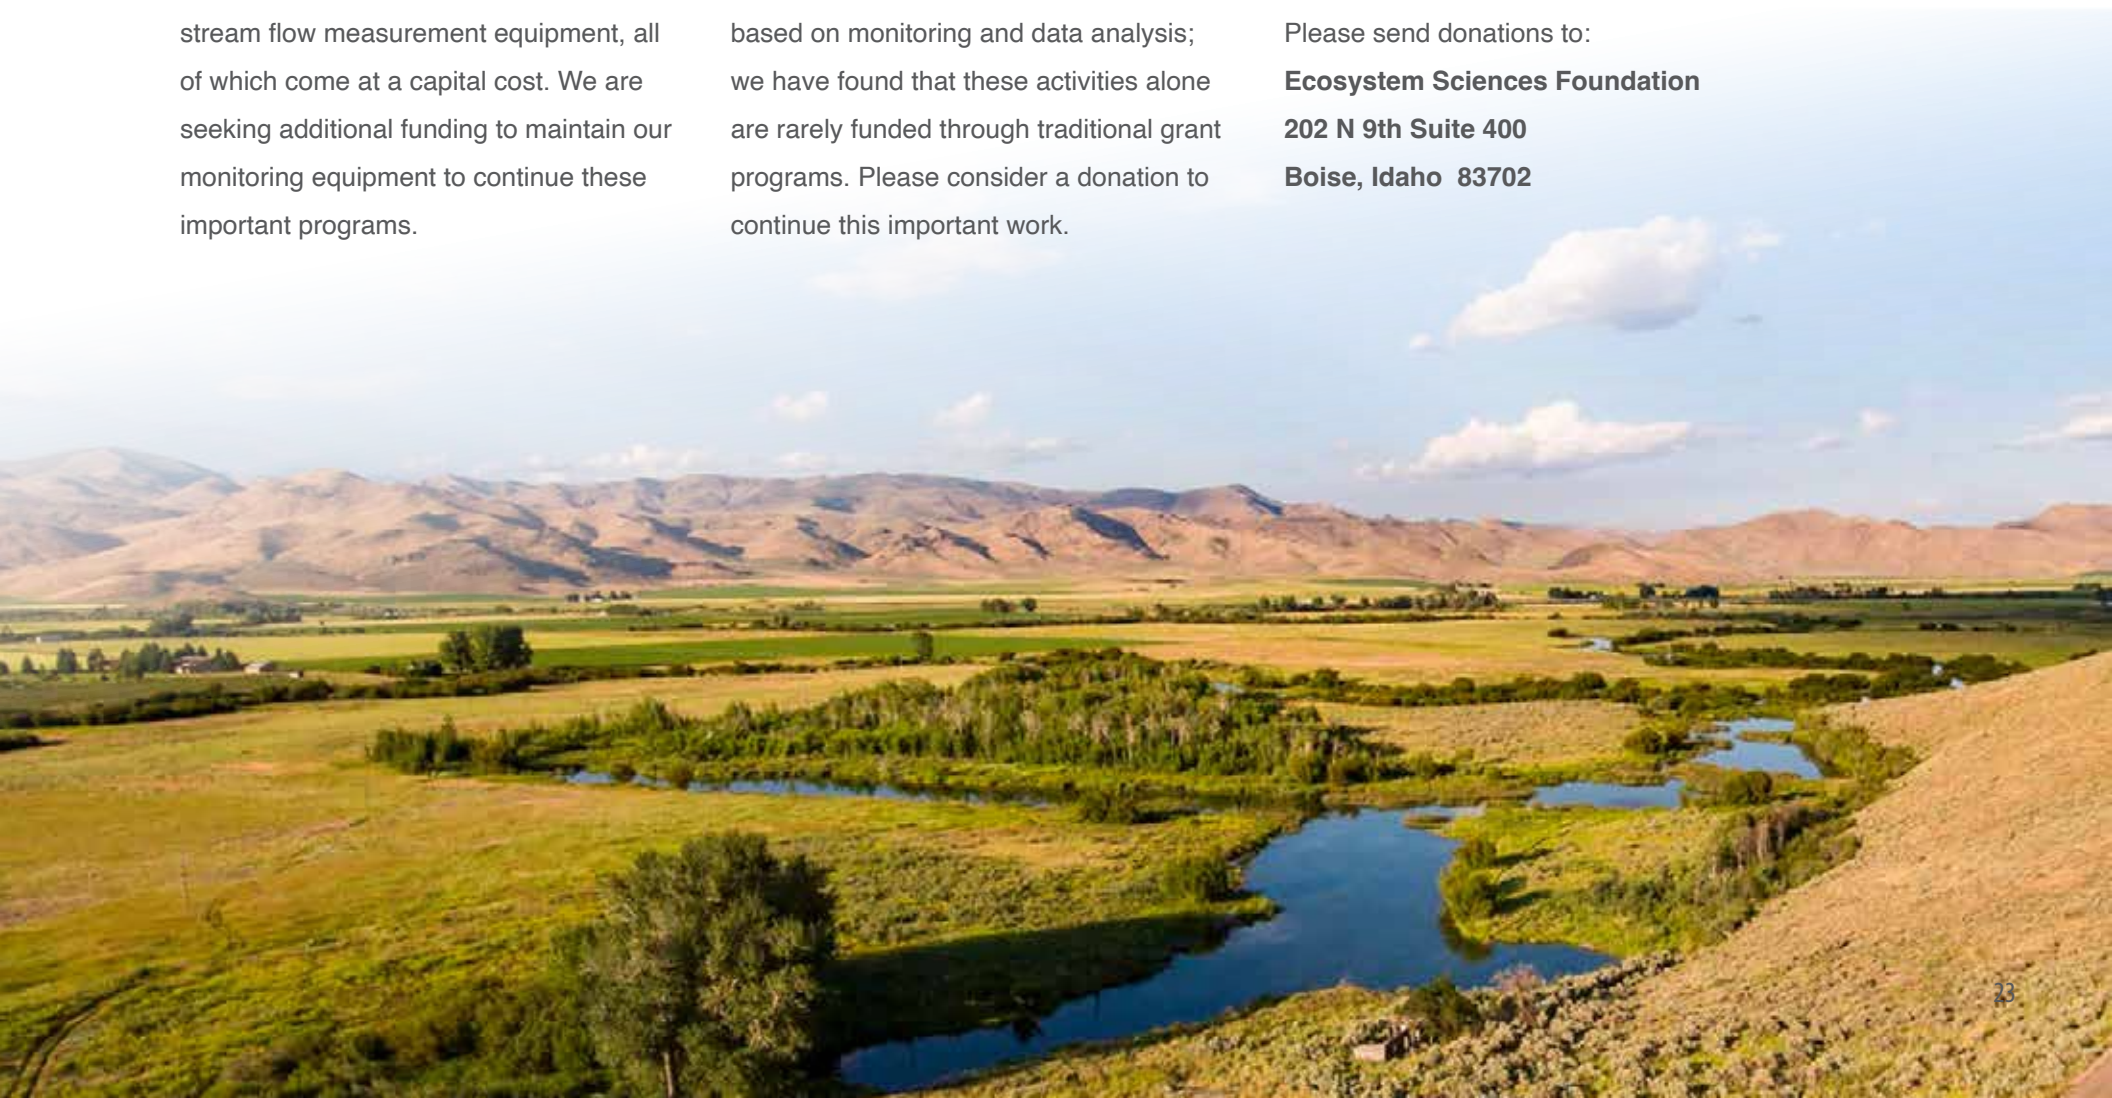 stream flow measurement equipment, all
of which come at a capital cost. We are
seeking additional funding to maintain our
monitoring equipment to continue these
important programs.
based on monitoring and data analysis;
we have found that these activities alone
are rarely funded through traditional grant
programs. Please consider a donation to
continue this important work.
Please send donations to:
Ecosystem Sciences Foundation
202 N 9th Suite 400
Boise, Idaho  83702
23